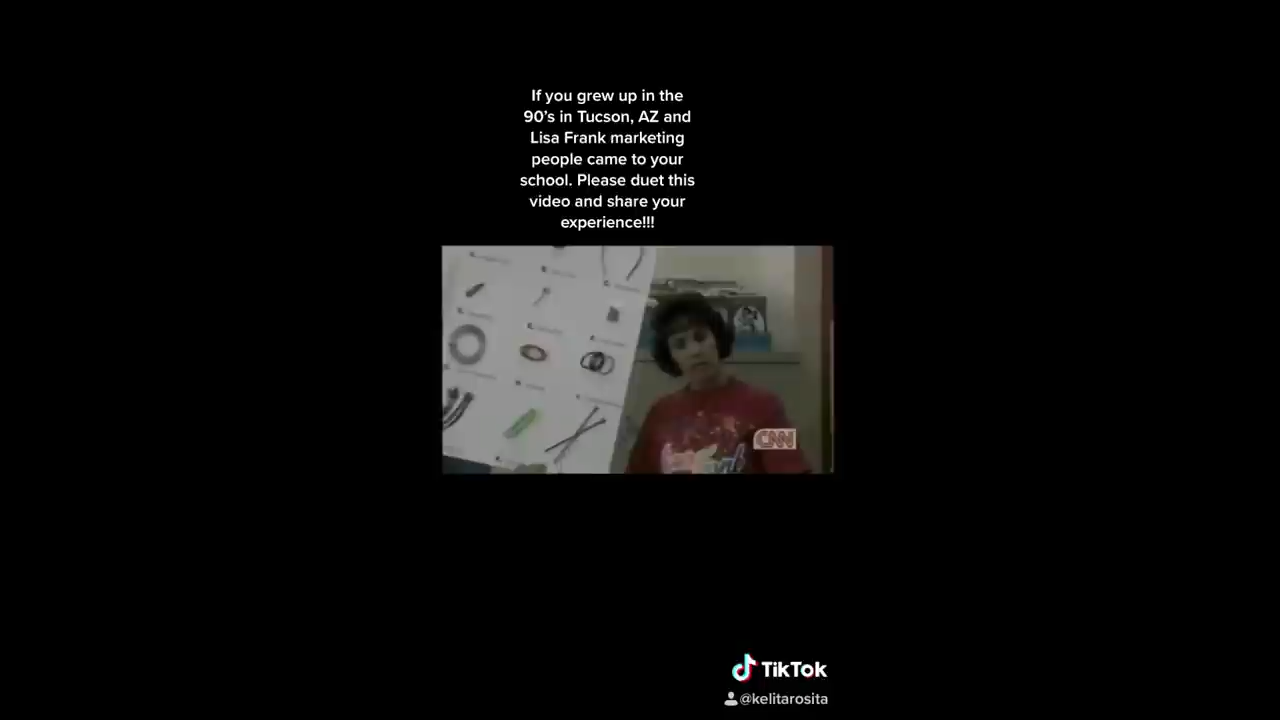 If you grew up in the
90's in Tucson, AZ and
Lisa Frank marketing
people came to your
school. Please duet this
video and share your
experience!!!
CNN
TikTok
@kelitarosita